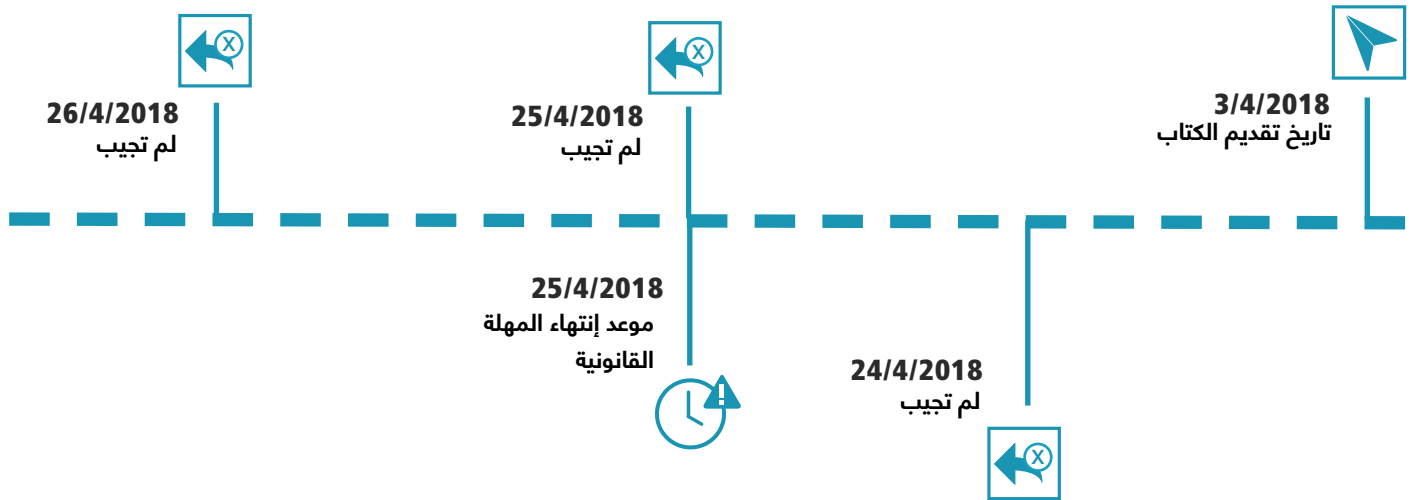 3/4/2018
تاريخ تقديم الكتاب
24/4/2018
لم تجيب
25/4/2018
لم تجيب
25/4/2018
موعد إنتهاء المهلة
القانونية
26/4/2018
لم تجيب